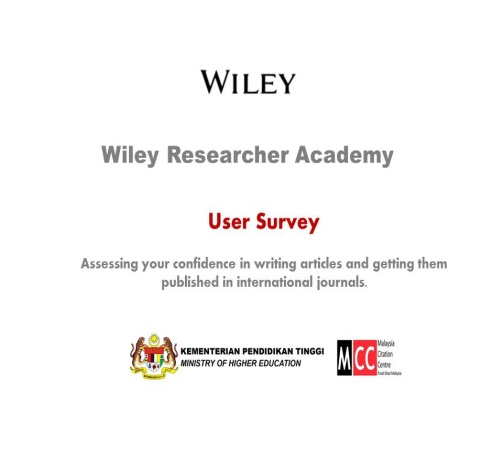 WILEY
Wiley Researcher Academy
User Survey
Assessing your confidence in writing articles and getting them
published in international journals.
KEMENTERIAN PENDIDIKAN TINGGI
MINISTRY OF HIGHER EDUCATION
MCC
Malaysia
Citation
Centre